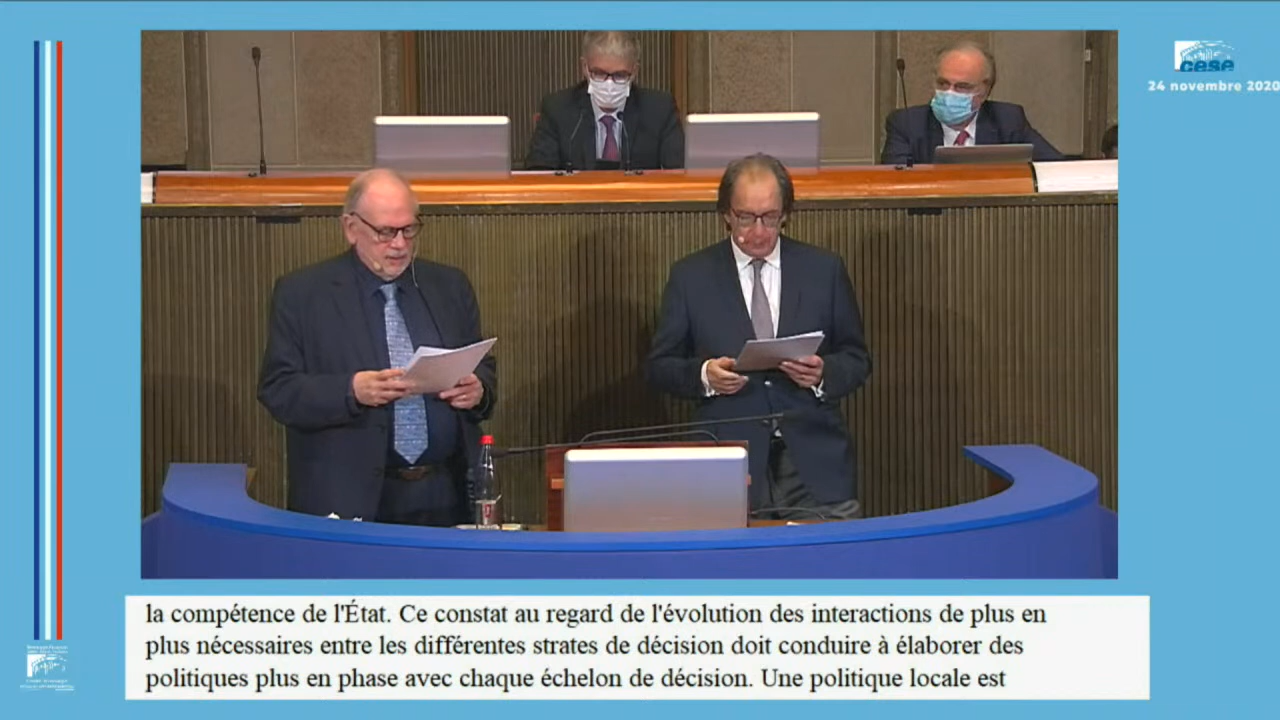 cese
24 novembre 2020
la compétence de l'État. Ce constat au regard de l'évolution des interactions de plus en
plus nécessaires entre les différentes strates de décision doit conduire à élaborer des
politiques plus en phase avec chaque échelon de décision. Une politique locale est